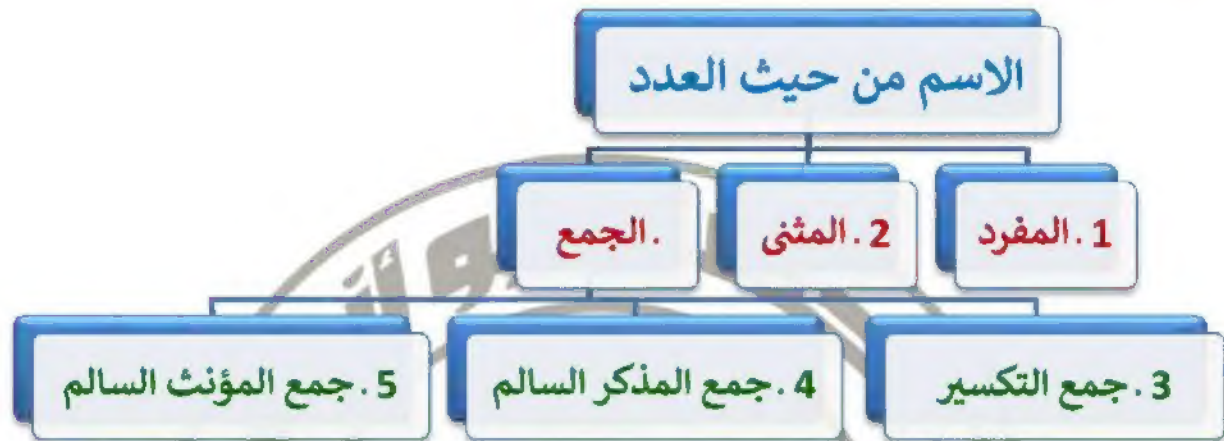 الاسم من حيث العدد
1. المفرد
2. المثنى
. الجمع
3. جمع التكسير
4. جمع المذكر السالم
5. جمع المؤنث السالم